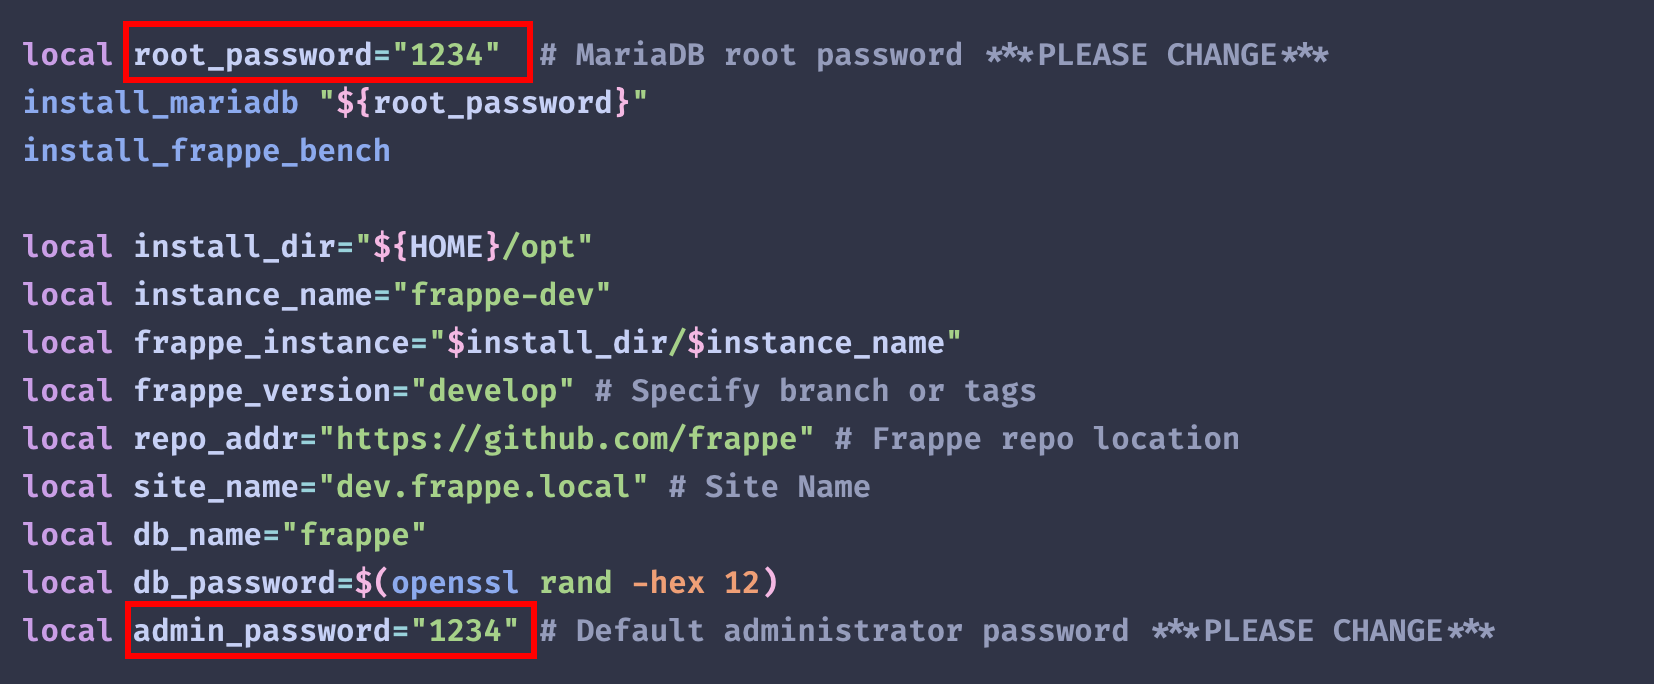 local root_password="1234"  # MariaDB root password ***PLEASE CHANGE***
install_mariadb "${root_password}"
install_frappe_bench
local install_dir="${HOME}/opt"
local instance_name="frappe-dev"
local frappe_instance="$install_dir/$instance_name"
local frappe_version="develop" # Specify branch or tags
local repo_addr="https://github.com/frappe" # Frappe repo location
local site_name="dev.frappe.local" # Site Name
local db_name="frappe"
local db_password=$(openssl rand -hex 12)
local admin_password="1234" # Default administrator password ***PLEASE CHANGE***